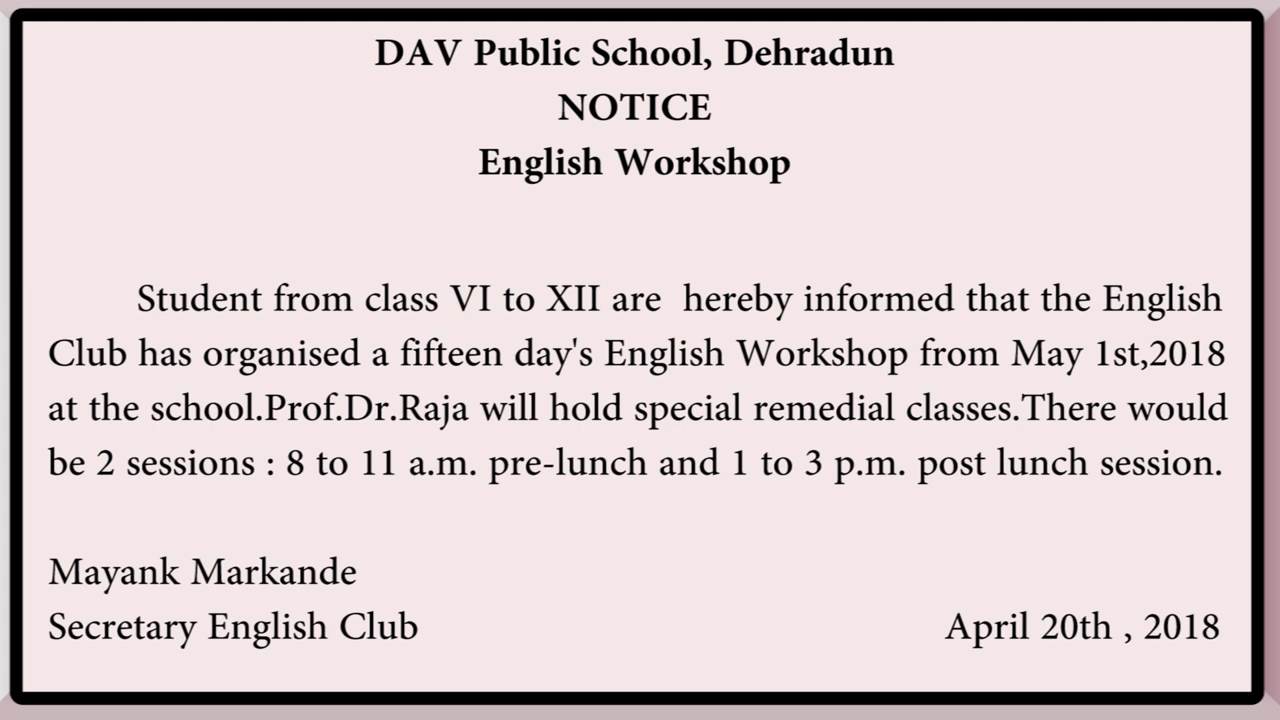 DAV Public School, Dehradun
NOTICE
English Workshop
Student from class VI to XII are  hereby informed that the English
Club has organised a fifteen day's English Workshop from May 1st,2018
at the school.Prof.Dr.Raja will hold special remedial classes.There would
be 2 sessions : 8 to 11 a.m. pre-lunch and 1 to 3 p.m. post lunch session.
Mayank Markande
Secretary English Club April 20th , 2018